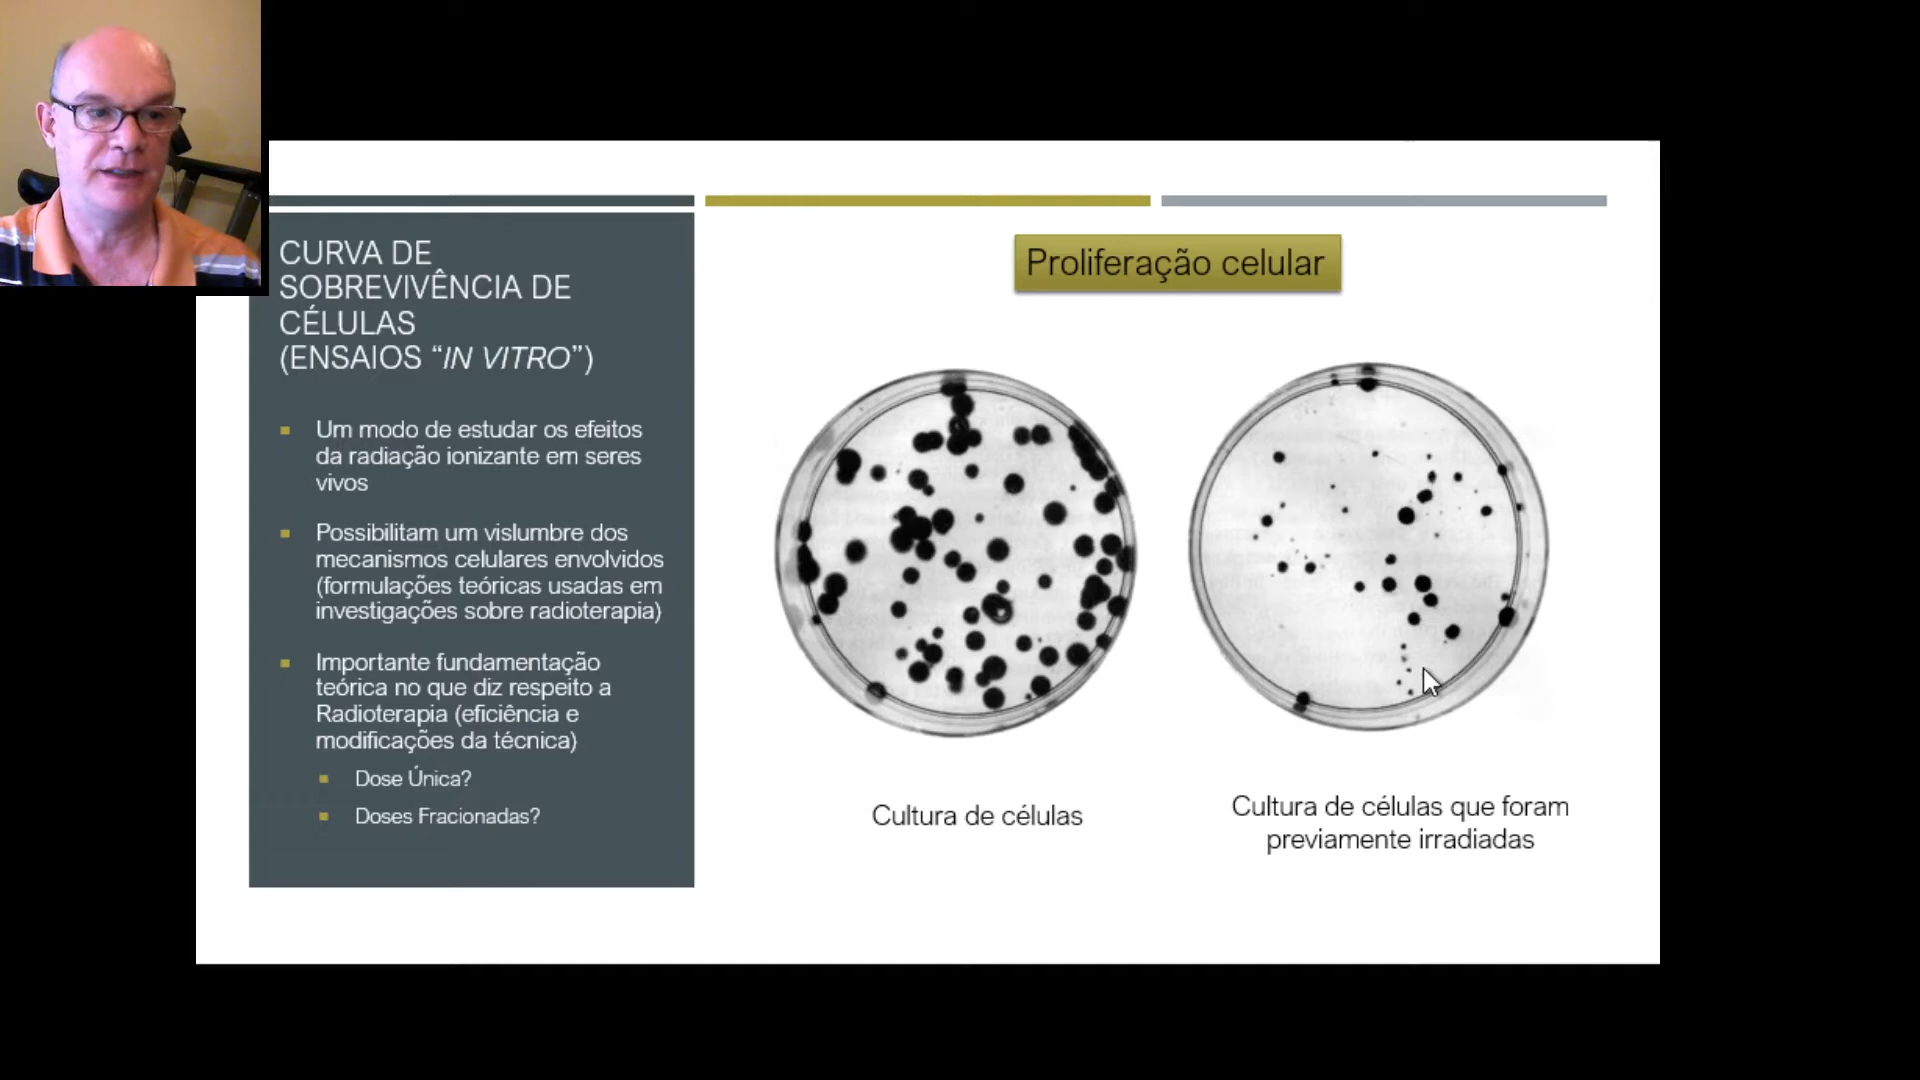 CURVA DE
SOBREVIVÊNCIA DE
CÉLULAS
(ENSAIOS “IN VITRO”)
Um modo de estudar os efeitos
da radiação ionizante em seres
vivos
Possibilitam um vislumbre dos
mecanismos celulares envolvidos
(formulações teóricas usadas em
investigações sobre radioterapia)
Importante fundamentação
teórica no que diz respeito a
Radioterapia (eficiência e
modificações da técnica)
Dose Única?
Doses Fracionadas?
Proliferação celular
Cultura de células
Cultura de células que foram
previamente irradiadas